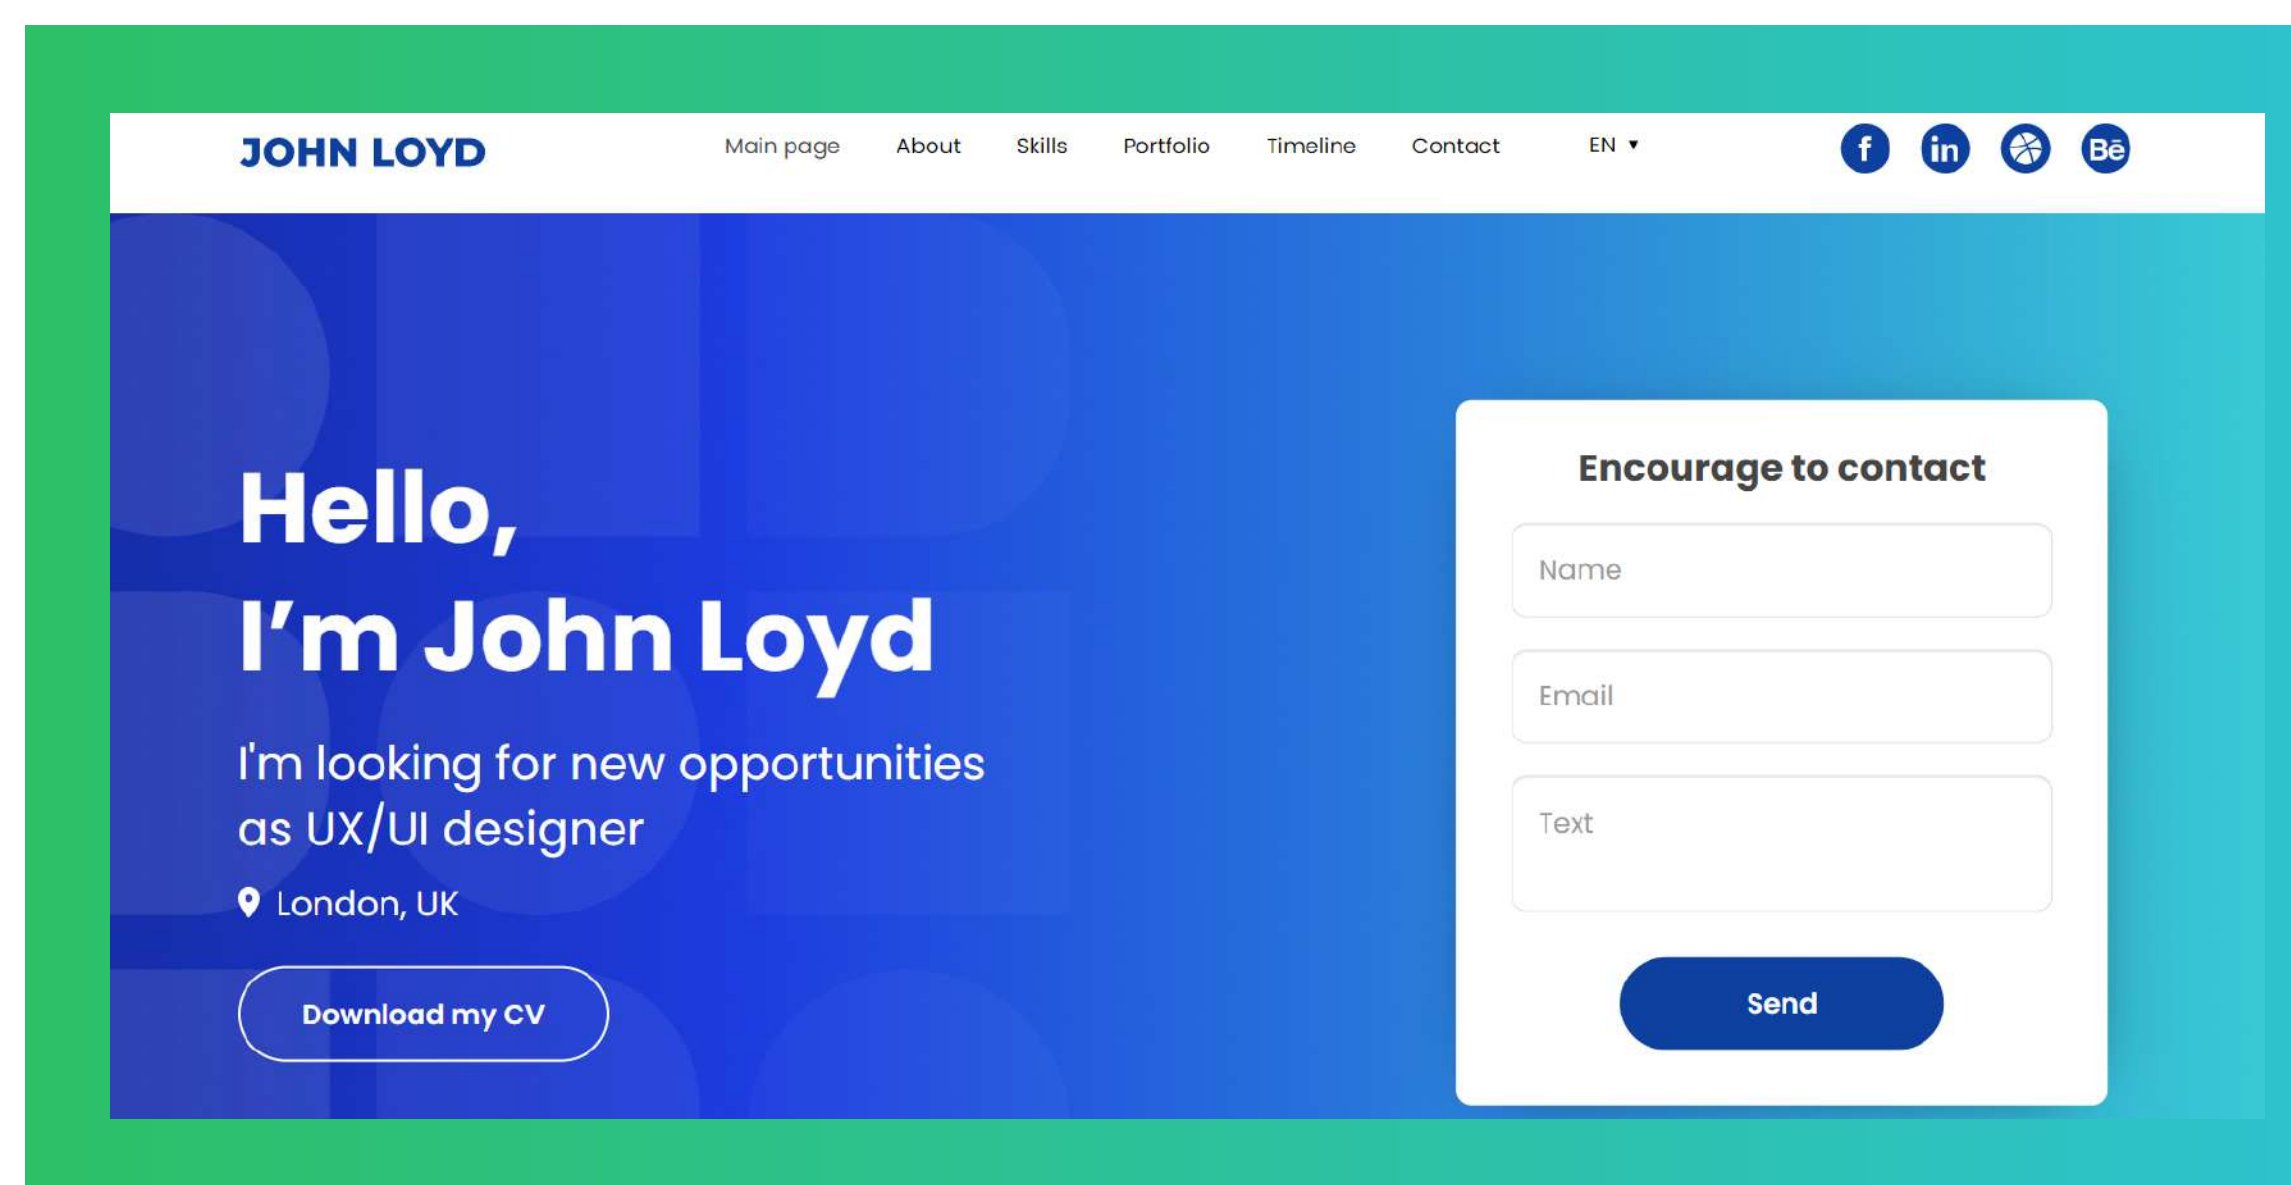 JOHN LOYD
Main page About Skills Portfolio Timeline Contact EN ▼
f in Bē
Hello,
I’m John Loyd
I'm looking for new opportunities
as UX/UI designer
London, UK
Download my CV
Encourage to contact
Name
Email
Text
Send